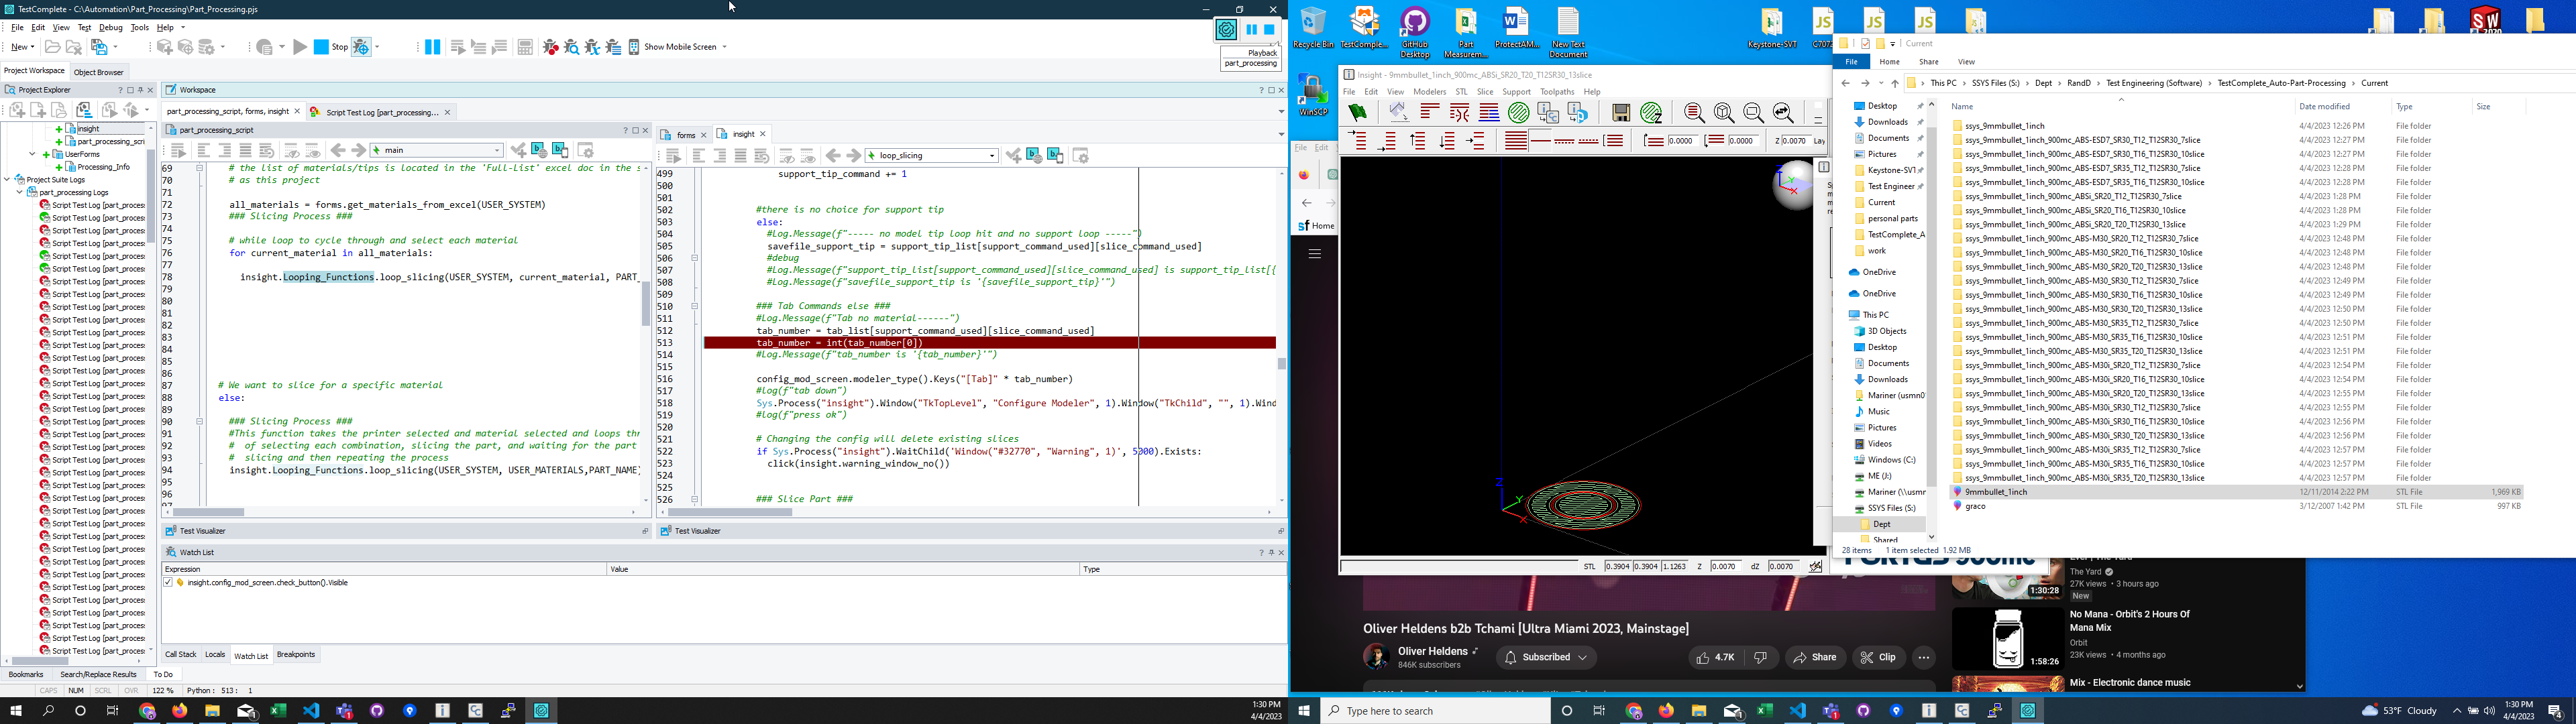 TestComplete - C:\Automation\Part_Processing\Part_Processing.pjs
File Edit View Test Debug Tools Help
New Stop Show Mobile Screen
Playback
part_processing
Project Workspace Object Browser
Project Explorer
Workspace
part_processing_script, forms, insight Script Test Log [part_processing....
part_processing_script
forms insight
main
loop_slicing
insight
part_processing_scri
UserForms
Processing_Info
Project Suite Logs
part_processing Logs
Script Test Log [part_process
69 # the list of materials/tips is located in the 'Full-List' excel doc in the s
70 # as this project
71
72 all_materials = forms.get_materials_from_excel(USER_SYSTEM)
73 ### Slicing Process ###
74
75 # while loop to cycle through and select each material
76 for current_material in all_materials:
77
78 insight.Looping_Functions.loop_slicing(USER_SYSTEM, current_material, PART_
79
80
81
82
83
84
85
86
87 # We want to slice for a specific material
88 else:
89
90 ### Slicing Process ###
91 #This function takes the printer selected and material selected and loops thr
92 # of selecting each combination, slicing the part, and waiting for the part
93 # slicing and then repeating the process
94 insight.Looping_Functions.loop_slicing(USER_SYSTEM, USER_MATERIALS,PART_NAME)
95
96
97
499 support_tip_command += 1
500
501
502 #there is no choice for support tip
503 else:
504 #Log.Message(f"----- no model tip loop hit and no support loop -----")
505 savefile_support_tip = support_tip_list[support_command_used][slice_command_used]
506 #debug
507 #Log.Message(f"support_tip_list[support_command_used][slice_command_used] is support_tip_list[{
508 #Log.Message(f"savefile_support_tip is '{savefile_support_tip}'")
509
510 ### Tab Commands else ###
511 #Log.Message(f"Tab no material------")
512 tab_number = tab_list[support_command_used][slice_command_used]
513 tab_number = int(tab_number[0])
514 #Log.Message(f"tab_number is '{tab_number}'")
515
516 config_mod_screen.modeler_type().Keys("[Tab]" * tab_number)
517 #log(f"tab down")
518 Sys.Process("insight").Window("TkTopLevel", "Configure Modeler", 1).Window("TkChild", "", 1).Wind
519 #Log(f"press ok")
520
521 # Changing the config will delete existing slices
522 if Sys.Process("insight").WaitChild('Window("#32770", "Warning", 1)', 5000).Exists:
523 click(insight.warning_window_no())
524
525
526 ### Slice Part ###
Test Visualizer Test Visualizer
Watch List
Expression Value Type
insight.config_mod_screen.check_button().Visible
Call Stack Locals Watch List Breakpoints
Bookmarks Search/Replace Results To Do
CAPS NUM SCRL OVR 122 % Python : 513 : 1
1:30 PM
4/4/2023
Recycle Bin TestComple... GitHub Desktop Part Measurem... ProtectAM... New Text Document
Keystone-SVT C7072
WinSCP
SW 2020
Insight - 9mmbullet_1inch_900mc_ABSi_SR20_T20_T12SR30_13slice
File Edit View Modelers STL Slice Support Toolpaths Help
0.0000 0.0000 Z 0.0070 Lay
File Edit
sf Home
Z Y X
STL 0.3904 0.3904 1.1263 Z 0.0070 dZ 0.0070
Current
File Home Share View
This PC > SSYS Files (S:) > Dept > RandD > Test Engineering (Software) > TestComplete_Auto-Part-Processing > Current
Desktop
Downloads
Documents
Pictures
Keystone-SVT
Test Engineer
Current
personal parts
TestComplete_A
work
OneDrive
OneDrive
This PC
3D Objects
Desktop
Documents
Downloads
Mariner (usmn0
Music
Pictures
Videos
Windows (C:)
ME (J:)
Mariner (\\usmr
SSYS Files (S:)
Dept
Shared
Name Date modified Type Size
ssys_9mmbullet_1inch 4/4/2023 12:26 PM File folder
ssys_9mmbullet_1inch_900mc_ABS-ESD7_SR30_T12_T12SR30_7slice 4/4/2023 12:27 PM File folder
ssys_9mmbullet_1inch_900mc_ABS-ESD7_SR30_T16_T12SR30_10slice 4/4/2023 12:27 PM File folder
ssys_9mmbullet_1inch_900mc_ABS-ESD7_SR35_T12_T12SR30_7slice 4/4/2023 12:28 PM File folder
ssys_9mmbullet_1inch_900mc_ABS-ESD7_SR35_T16_T12SR30_10slice 4/4/2023 12:28 PM File folder
ssys_9mmbullet_1inch_900mc_ABSi_SR20_T12_T12SR30_7slice 4/4/2023 1:28 PM File folder
ssys_9mmbullet_1inch_900mc_ABSi_SR20_T16_T12SR30_10slice 4/4/2023 1:28 PM File folder
ssys_9mmbullet_1inch_900mc_ABSi_SR20_T20_T12SR30_13slice 4/4/2023 1:29 PM File folder
ssys_9mmbullet_1inch_900mc_ABS-M30_SR20_T12_T12SR30_7slice 4/4/2023 12:48 PM File folder
ssys_9mmbullet_1inch_900mc_ABS-M30_SR20_T16_T12SR30_10slice 4/4/2023 12:48 PM File folder
ssys_9mmbullet_1inch_900mc_ABS-M30_SR20_T20_T12SR30_13slice 4/4/2023 12:48 PM File folder
ssys_9mmbullet_1inch_900mc_ABS-M30_SR30_T12_T12SR30_7slice 4/4/2023 12:49 PM File folder
ssys_9mmbullet_1inch_900mc_ABS-M30_SR30_T16_T12SR30_10slice 4/4/2023 12:49 PM File folder
ssys_9mmbullet_1inch_900mc_ABS-M30_SR30_T20_T12SR30_13slice 4/4/2023 12:50 PM File folder
ssys_9mmbullet_1inch_900mc_ABS-M30_SR35_T12_T12SR30_7slice 4/4/2023 12:50 PM File folder
ssys_9mmbullet_1inch_900mc_ABS-M30_SR35_T16_T12SR30_10slice 4/4/2023 12:51 PM File folder
ssys_9mmbullet_1inch_900mc_ABS-M30_SR35_T20_T12SR30_13slice 4/4/2023 12:51 PM File folder
ssys_9mmbullet_1inch_900mc_ABS-M30i_SR20_T12_T12SR30_7slice 4/4/2023 12:54 PM File folder
ssys_9mmbullet_1inch_900mc_ABS-M30i_SR20_T16_T12SR30_10slice 4/4/2023 12:54 PM File folder
ssys_9mmbullet_1inch_900mc_ABS-M30i_SR20_T20_T12SR30_13slice 4/4/2023 12:55 PM File folder
ssys_9mmbullet_1inch_900mc_ABS-M30i_SR30_T12_T12SR30_7slice 4/4/2023 12:55 PM File folder
ssys_9mmbullet_1inch_900mc_ABS-M30i_SR30_T16_T12SR30_10slice 4/4/2023 12:56 PM File folder
ssys_9mmbullet_1inch_900mc_ABS-M30i_SR30_T20_T12SR30_13slice 4/4/2023 12:56 PM File folder
ssys_9mmbullet_1inch_900mc_ABS-M30i_SR35_T12_T12SR30_7slice 4/4/2023 12:57 PM File folder
ssys_9mmbullet_1inch_900mc_ABS-M30i_SR35_T16_T12SR30_10slice 4/4/2023 12:57 PM File folder
ssys_9mmbullet_1inch_900mc_ABS-M30i_SR35_T20_T12SR30_13slice 4/4/2023 12:57 PM File folder
9mmbullet_1inch 12/11/2014 2:22 PM STL File 1,969 KB
graco 3/12/2007 1:42 PM STL File 997 KB
28 items 1 item selected 1.92 MB
Oliver Heldens b2b Tchami [Ultra Miami 2023, Mainstage]
Oliver Heldens
846K subscribers
Subscribed 4.7K Share Clip
The Yard
27K views • 3 hours ago
New
1:30:28
No Mana - Orbit's 2 Hours Of
Mana Mix
Orbit
23K views • 4 months ago
1:58:26
Mix - Electronic dance music
Type here to search
53°F Cloudy
1:30 PM
4/4/2023